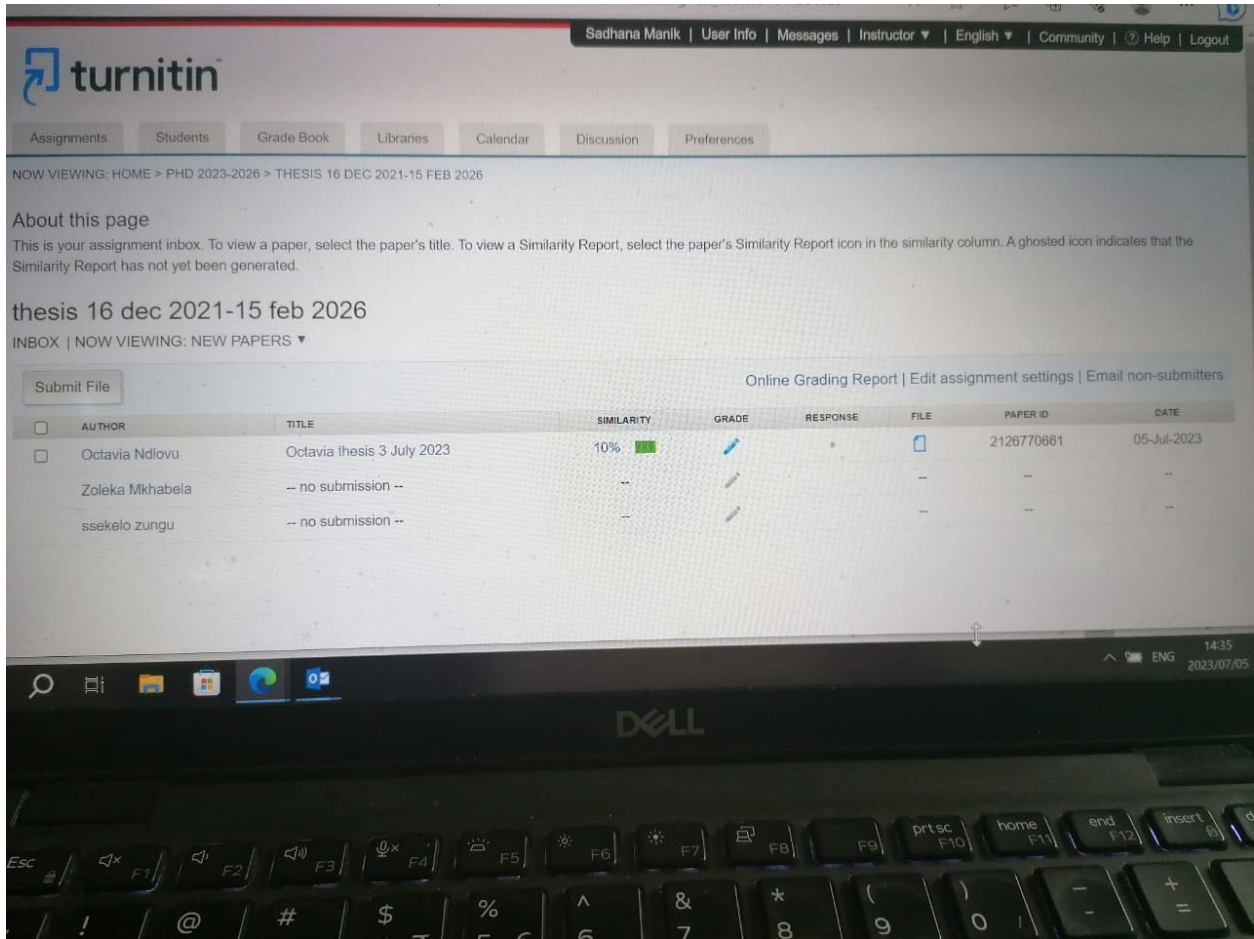 Sadhana Manik | User Info | Messages | Instructor ▼ | English ▼ | Community | ? Help | Logout
turnitin
Assignments Students Grade Book Libraries Calendar Discussion Preferences
NOW VIEWING: HOME > PHD 2023-2026 > THESIS 16 DEC 2021-15 FEB 2026
About this page
This is your assignment inbox. To view a paper, select the paper's title. To view a Similarity Report, select the paper's Similarity Report icon in the similarity column. A ghosted icon indicates that the
Similarity Report has not yet been generated.
thesis 16 dec 2021-15 feb 2026
INBOX | NOW VIEWING: NEW PAPERS ▼
Submit File
Online Grading Report | Edit assignment settings | Email non-submitters
AUTHOR TITLE SIMILARITY GRADE RESPONSE FILE PAPER ID DATE
Octavia Ndlovu Octavia thesis 3 July 2023 10% 2126770661 05-Jul-2023
Zoleka Mkhabela -- no submission -- -- -- -- --
ssekelo zungu -- no submission -- -- -- -- --
ENG 14:35
2023/07/05
DELL
Esc F1 F2 F3 F4 F5 F6 F7 F8 F9 prt sc F10 home F11 end F12 insert
! @ # $ % ^ & * ( ) - +
6 7 8 9 0 - =